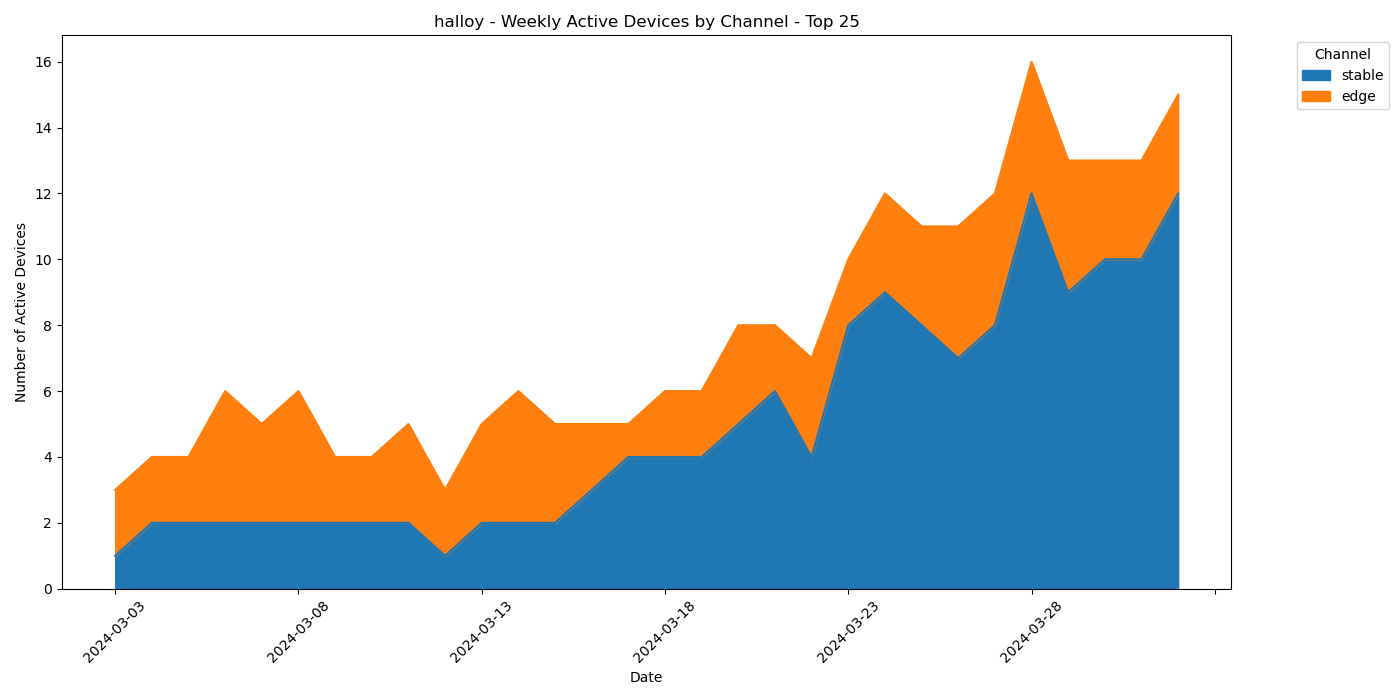 halloy - Weekly Active Devices by Channel - Top 25
Channel
stable
edge
Number of Active Devices
16
14
12
10
8
6
4
2
0
2024-03-03
2024-03-08
2024-03-13
2024-03-18
2024-03-23
2024-03-28
Date